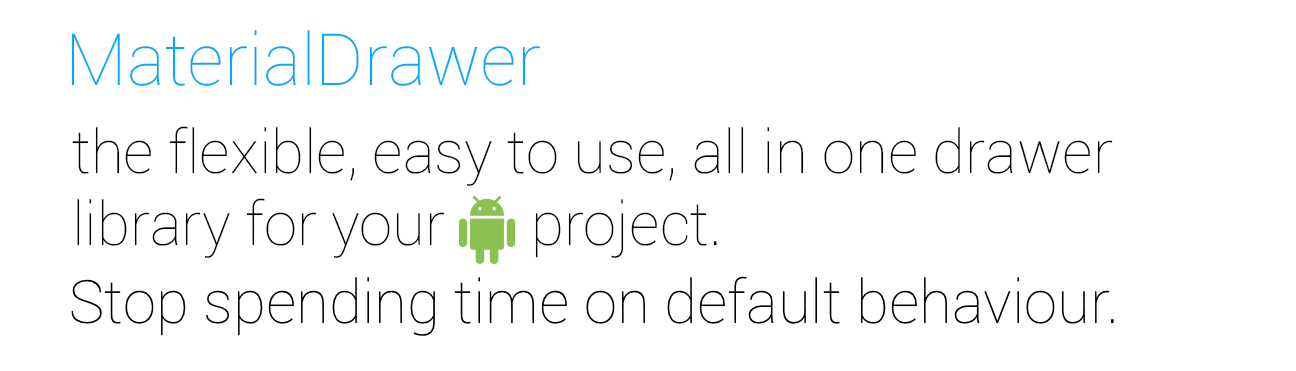 MaterialDrawer
the flexible, easy to use, all in one drawer
library for your project.
Stop spending time on default behaviour.